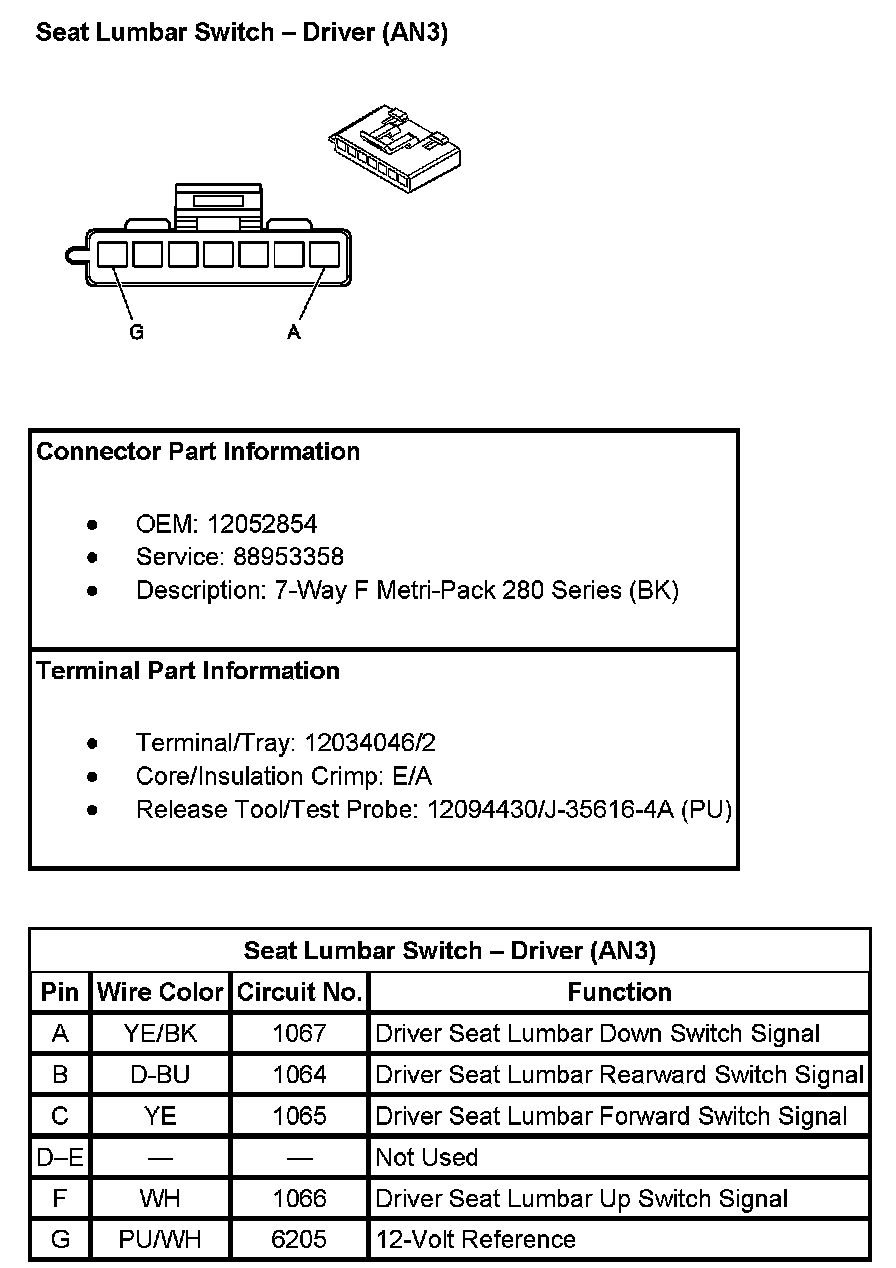 Seat Lumbar Switch – Driver (AN3)
G
A
Connector Part Information
● OEM: 12052854
● Service: 88953358
● Description: 7-Way F Metri-Pack 280 Series (BK)
Terminal Part Information
● Terminal/Tray: 12034046/2
● Core/Insulation Crimp: E/A
● Release Tool/Test Probe: 12094430/J-35616-4A (PU)
Seat Lumbar Switch – Driver (AN3)
Pin Wire Color Circuit No. Function
A YE/BK 1067 Driver Seat Lumbar Down Switch Signal
B D-BU 1064 Driver Seat Lumbar Rearward Switch Signal
C YE 1065 Driver Seat Lumbar Forward Switch Signal
D–E — — Not Used
F WH 1066 Driver Seat Lumbar Up Switch Signal
G PU/WH 6205 12-Volt Reference